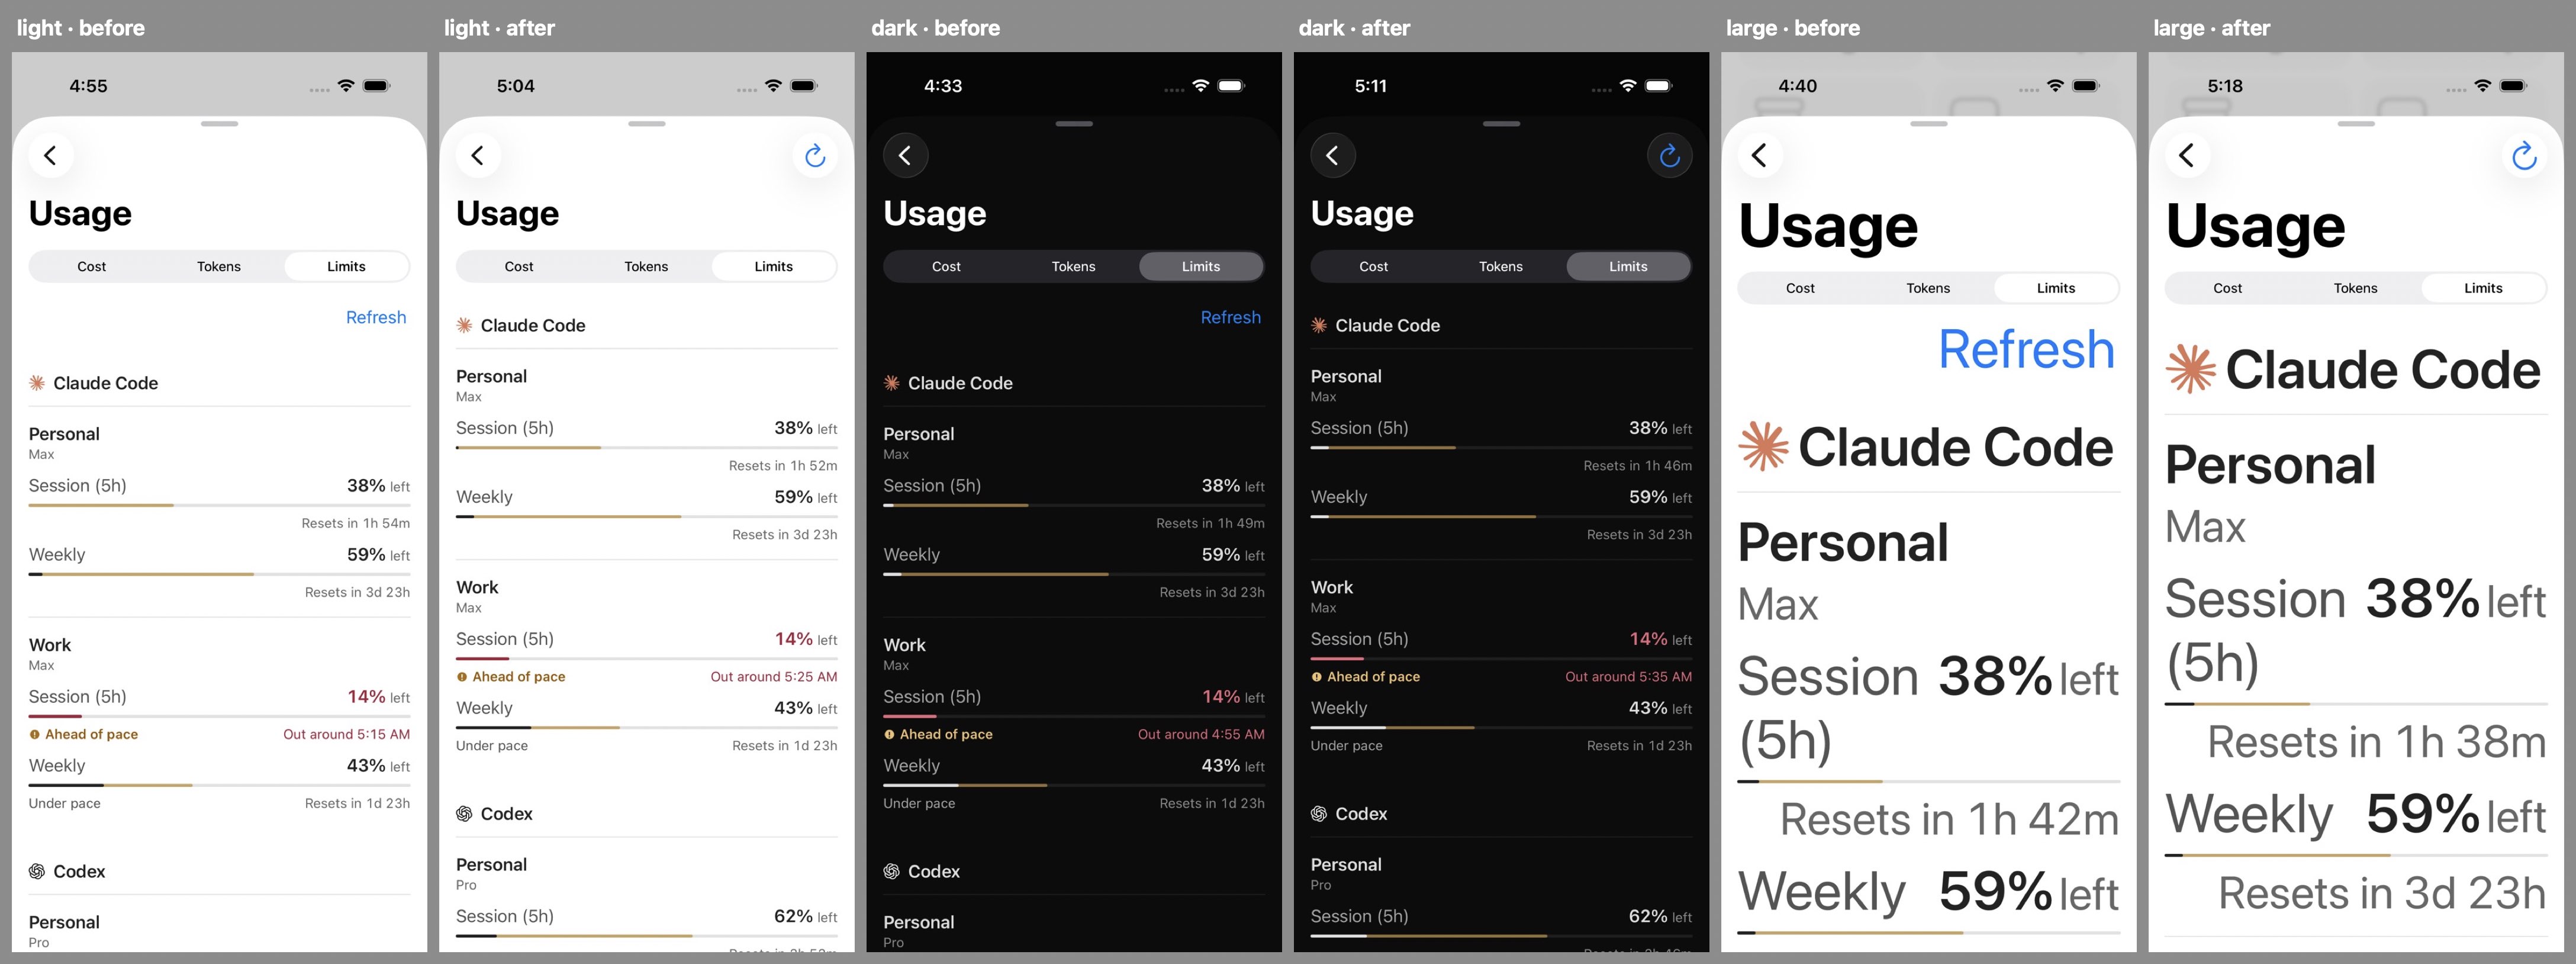 light · before
4:55
Usage
Cost Tokens Limits
Refresh
Claude Code
Personal
Max
Session (5h) 38% left
Resets in 1h 54m
Weekly 59% left
Resets in 3d 23h
Work
Max
Session (5h) 14% left
Ahead of pace Out around 5:15 AM
Weekly 43% left
Under pace Resets in 1d 23h
Codex
Personal
Pro
light · after
5:04
Usage
Cost Tokens Limits
Claude Code
Personal
Max
Session (5h) 38% left
Resets in 1h 52m
Weekly 59% left
Resets in 3d 23h
Work
Max
Session (5h) 14% left
Ahead of pace Out around 5:25 AM
Weekly 43% left
Under pace Resets in 1d 23h
Codex
Personal
Pro
Session (5h) 62% left
dark · before
4:33
Usage
Cost Tokens Limits
Refresh
Claude Code
Personal
Max
Session (5h) 38% left
Resets in 1h 49m
Weekly 59% left
Resets in 3d 23h
Work
Max
Session (5h) 14% left
Ahead of pace Out around 4:55 AM
Weekly 43% left
Under pace Resets in 1d 23h
Codex
Personal
Pro
dark · after
5:11
Usage
Cost Tokens Limits
Claude Code
Personal
Max
Session (5h) 38% left
Resets in 1h 46m
Weekly 59% left
Resets in 3d 23h
Work
Max
Session (5h) 14% left
Ahead of pace Out around 5:35 AM
Weekly 43% left
Under pace Resets in 1d 23h
Codex
Personal
Pro
Session (5h) 62% left
large · before
4:40
Usage
Cost Tokens Limits
Refresh
Claude Code
Personal
Max
Session 38% left
(5h)
Resets in 1h 42m
Weekly 59% left
large · after
5:18
Usage
Cost Tokens Limits
Claude Code
Personal
Max
Session 38% left
(5h)
Resets in 1h 38m
Weekly 59% left
Resets in 3d 23h